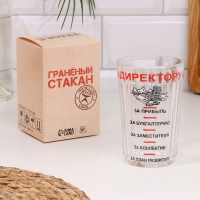 ГРАНЁНЫЙ
СТАКАН
ДИРЕКТОРУ
ЗА ПРИБЫЛЬ
ЗА БУХГАЛТЕРИЮ
ЗА ЗАМЕСТИТЕЛЯ
ЗА КОЛЛЕКТИВ
ЗА ПЛАН РАЗВИТИЯ